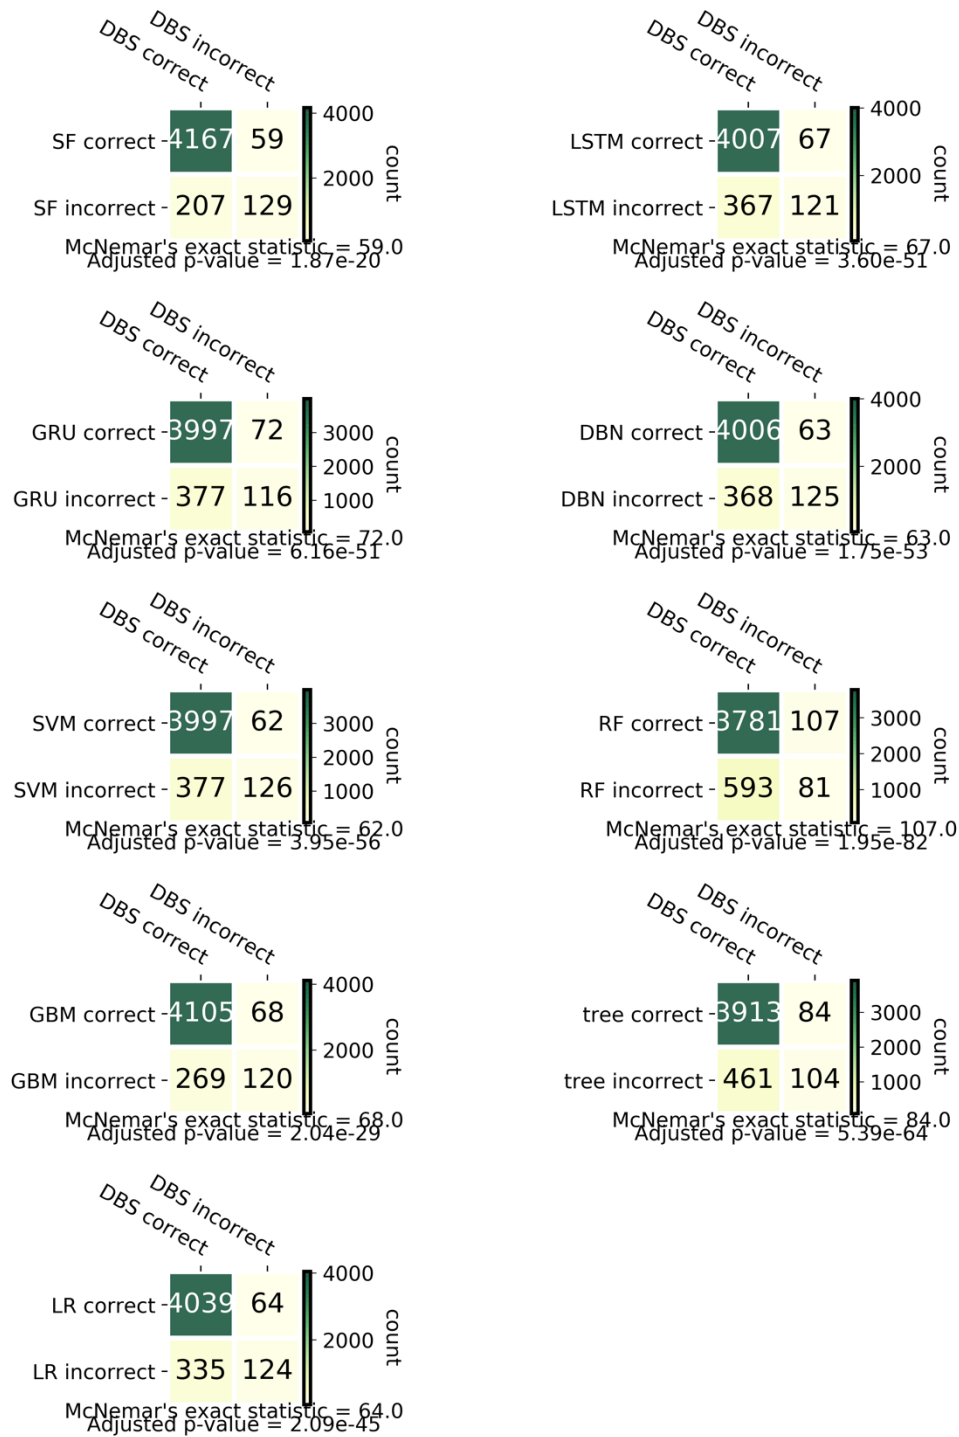 DBS correct
DBS incorrect
4000
SF correct 4167 59
count
2000
SF incorrect 207 129
McNemar's exact statistic = 59.0
Adjusted p-value = 1.87e-20
DBS correct
DBS incorrect
4000
LSTM correct 4007 67
count
2000
LSTM incorrect 367 121
McNemar's exact statistic = 67.0
Adjusted p-value = 3.60e-51
DBS correct
DBS incorrect
GRU correct 3997 72
3000
count
2000
GRU incorrect 377 116
1000
McNemar's exact statistic = 72.0
Adjusted p-value = 6.16e-51
DBS correct
DBS incorrect
4000
DBN correct 4006 63
count
2000
DBN incorrect 368 125
McNemar's exact statistic = 63.0
Adjusted p-value = 1.75e-53
DBS correct
DBS incorrect
SVM correct 3997 62
3000
count
2000
SVM incorrect 377 126
1000
McNemar's exact statistic = 62.0
Adjusted p-value = 3.95e-56
DBS correct
DBS incorrect
RF correct 3781 107
3000
count
2000
RF incorrect 593 81
1000
McNemar's exact statistic = 107.0
Adjusted p-value = 1.95e-82
DBS correct
DBS incorrect
4000
GBM correct 4105 68
count
2000
GBM incorrect 269 120
McNemar's exact statistic = 68.0
Adjusted p-value = 2.04e-29
DBS correct
DBS incorrect
tree correct 3913 84
3000
count
2000
tree incorrect 461 104
1000
McNemar's exact statistic = 84.0
Adjusted p-value = 5.39e-64
DBS correct
DBS incorrect
4000
LR correct 4039 64
count
2000
LR incorrect 335 124
McNemar's exact statistic = 64.0
Adjusted p-value = 2.09e-45